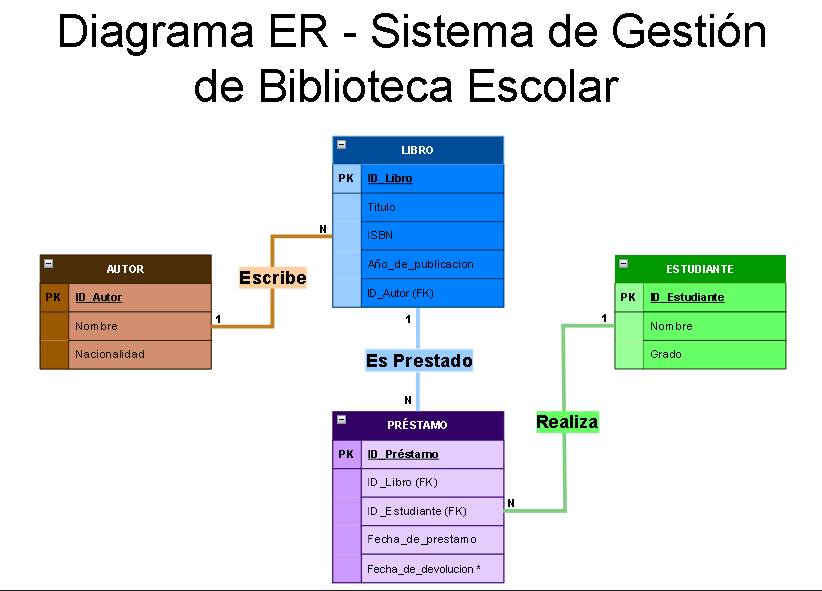 Diagrama ER - Sistema de Gestión
de Biblioteca Escolar
LIBRO
PK ID_Libro
Titulo
ISBN
Año_de_publicacion
ID_Autor (FK)
N
Escribe
1
AUTOR
PK ID_Autor
Nombre
Nacionalidad
ESTUDIANTE
PK ID_Estudiante
Nombre
Grado
1
1
Es Prestado
N
Realiza
N
PRÉSTAMO
PK ID_Préstamo
ID_Libro (FK)
ID_Estudiante (FK)
Fecha_de_prestamo
Fecha_de_devolucion *